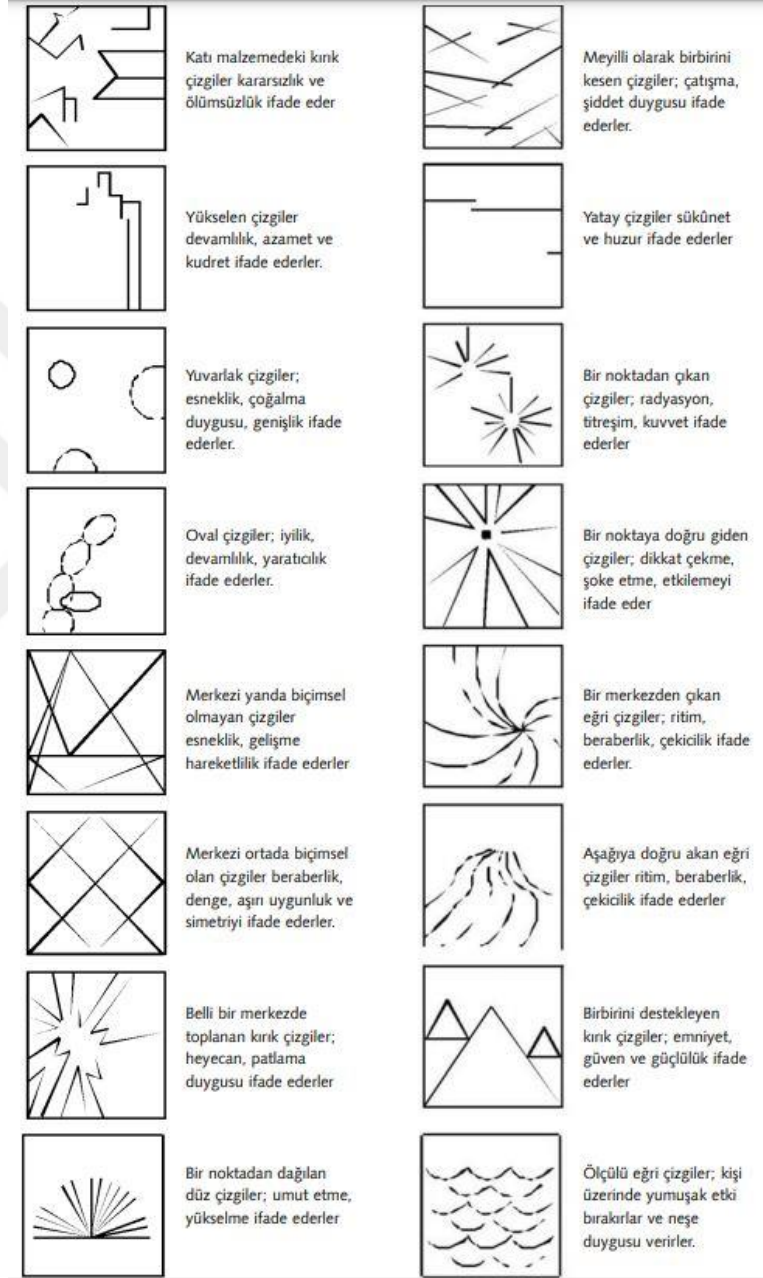 Katı malzemedeki kırık
çizgiler kararsızlık ve
ölümsüzlük ifade eder
Meyilli olarak birbirini
kesen çizgiler; çatışma,
şiddet duygusu ifade
ederler.
Yükselen çizgiler
devamlılık, azamet ve
kudret ifade ederler.
Yatay çizgiler sükûnet
ve huzur ifade ederler
Yuvarlak çizgiler;
esneklik, çoğalma
duygusu, genişlik ifade
ederler.
Bir noktadan çıkan
çizgiler; radyasyon,
titreşim, kuvvet ifade
ederler
Oval çizgiler; iyilik,
devamlılık, yaratıcılık
ifade ederler.
Bir noktaya doğru giden
çizgiler; dikkat çekme,
şoke etme, etkilemeyi
ifade eder
Merkezi yanda biçimsel
olmayan çizgiler
esneklik, gelişme
hareketlilik ifade ederler
Bir merkezden çıkan
eğri çizgiler; ritim,
beraberlik, çekicilik ifade
ederler.
Merkezi ortada biçimsel
olan çizgiler beraberlik,
denge, aşırı uygunluk ve
simetriyi ifade ederler.
Aşağıya doğru akan eğri
çizgiler ritim, beraberlik,
çekicilik ifade ederler
Belli bir merkezde
toplanan kırık çizgiler;
heyecan, patlama
duygusu ifade ederler
Birbirini destekleyen
kırık çizgiler; emniyet,
güven ve güçlülük ifade
ederler
Bir noktadan dağılan
düz çizgiler; umut etme,
yükselme ifade ederler
Ölçülü eğri çizgiler; kişi
üzerinde yumuşak etki
bırakırlar ve neşe
duygusu verirler.